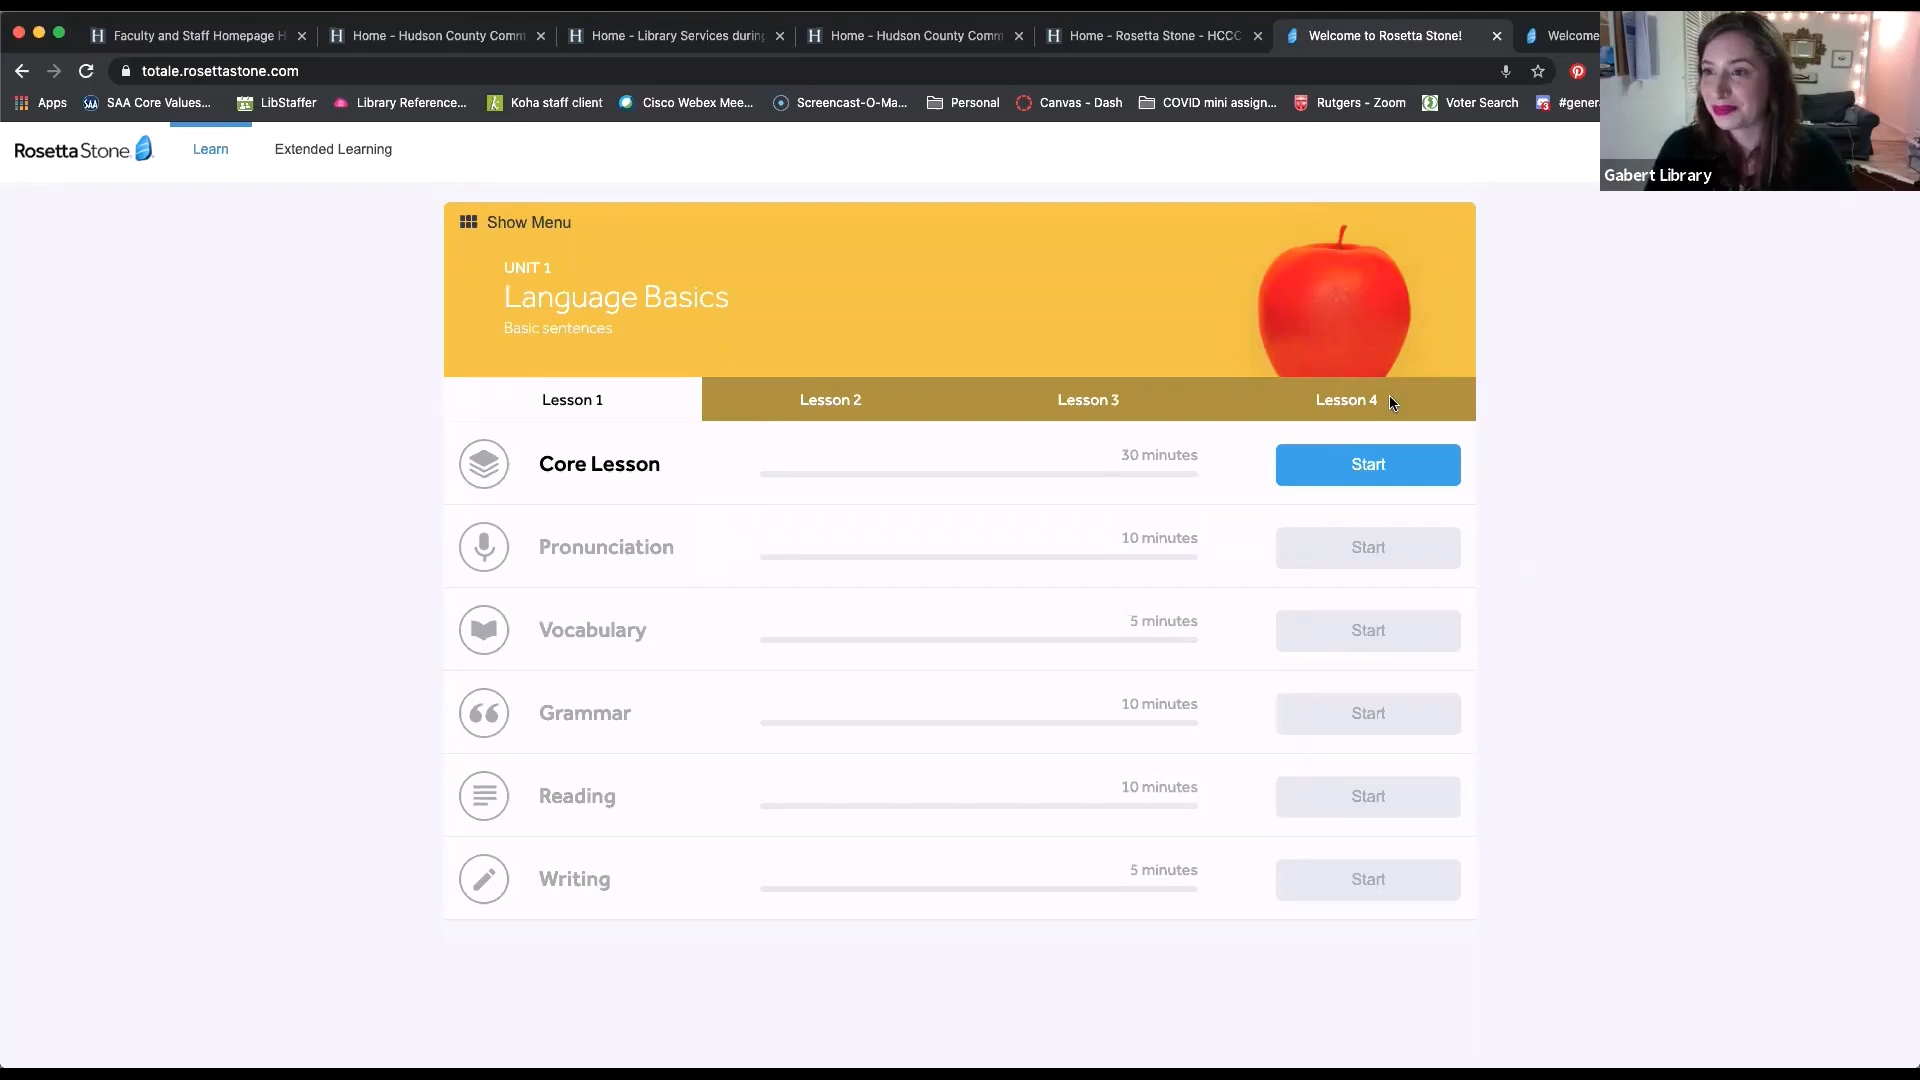 Faculty and Staff Homepage H
Home - Hudson County Comm
Home - Library Services during
Home - Hudson County Comm
Home - Rosetta Stone - HCCC
Welcome to Rosetta Stone!
Welcome
totale.rosettastone.com
Apps
SAA Core Values...
LibStaffer
Library Reference...
Koha staff client
Cisco Webex Mee...
Screencast-O-Ma...
Personal
Canvas - Dash
COVID mini assign...
Rutgers - Zoom
Voter Search
#gener
Gabert Library
RosettaStone
Learn
Extended Learning
Show Menu
UNIT 1
Language Basics
Basic sentences
Lesson 1
Lesson 2
Lesson 3
Lesson 4
Core Lesson
30 minutes
Start
Pronunciation
10 minutes
Start
Vocabulary
5 minutes
Start
Grammar
10 minutes
Start
Reading
10 minutes
Start
Writing
5 minutes
Start